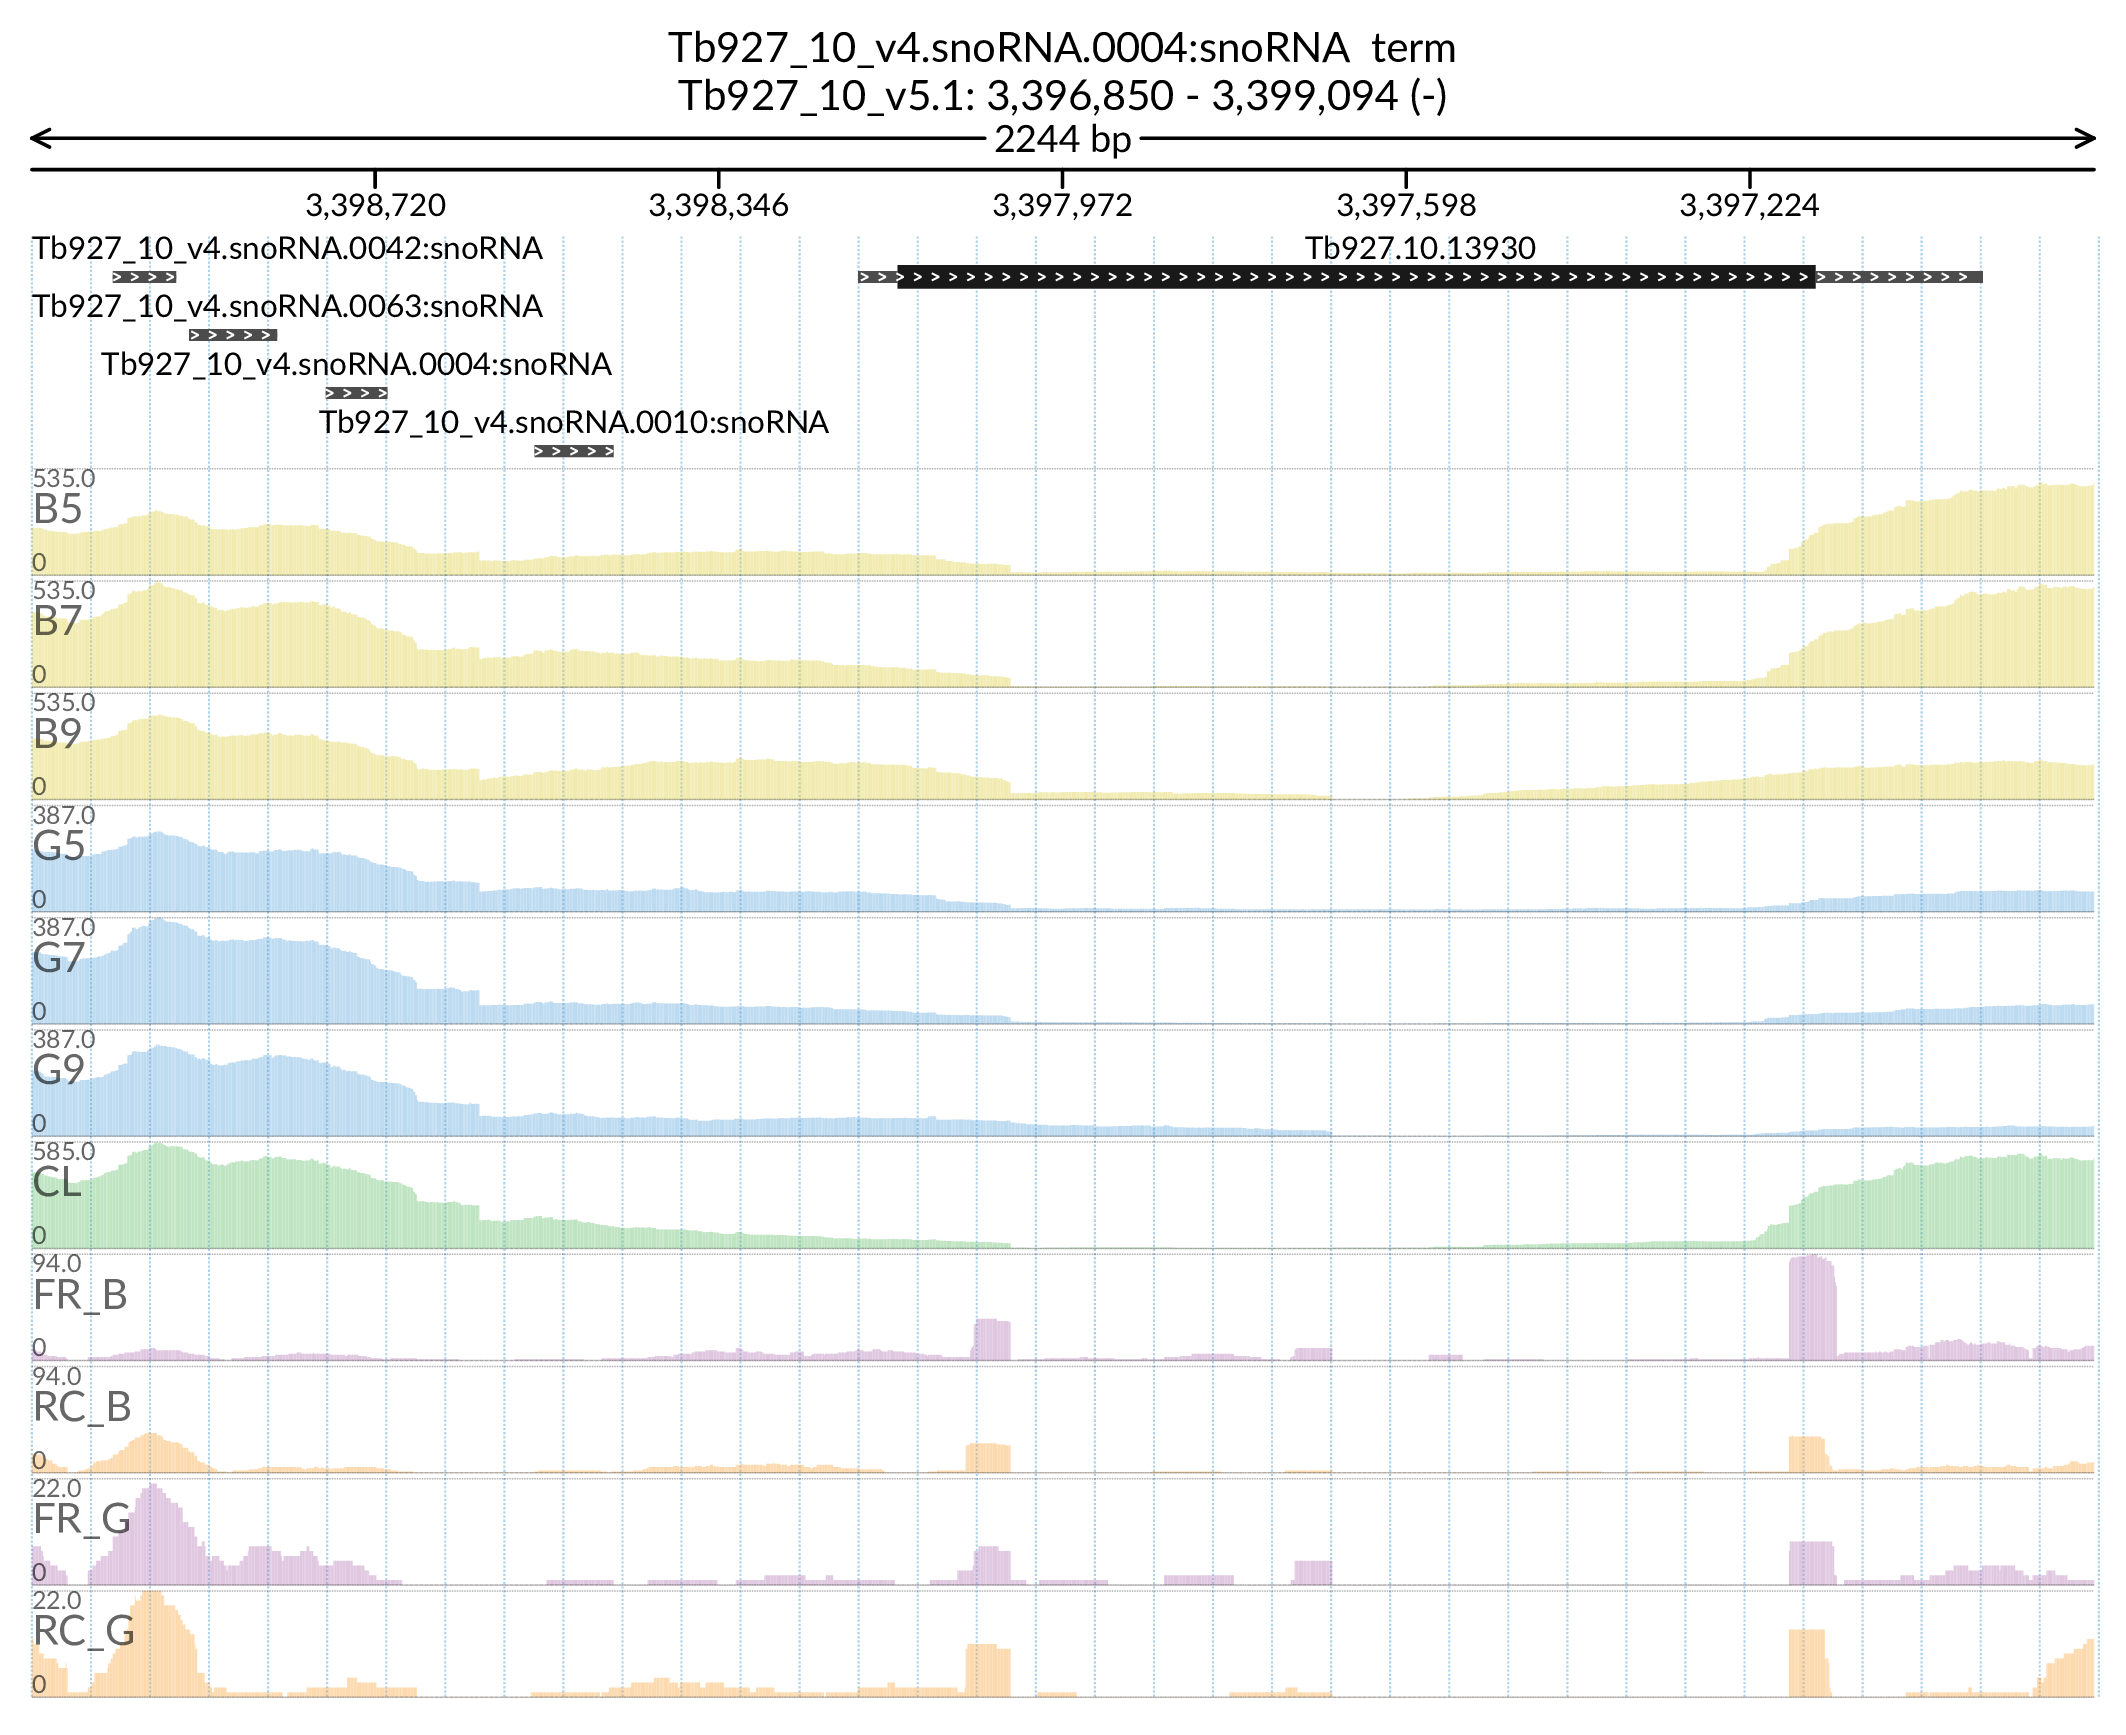 Tb927_10_v4.snoRNA.0004:snoRNA  term
Tb927_10_v5.1: 3,396,850 - 3,399,094 (-)
2244 bp
3,398,720
3,398,346
3,397,972
3,397,598
3,397,224
Tb927_10_v4.snoRNA.0042:snoRNA
Tb927.10.13930
Tb927_10_v4.snoRNA.0063:snoRNA
Tb927_10_v4.snoRNA.0004:snoRNA
Tb927_10_v4.snoRNA.0010:snoRNA
535.0
B5
0
535.0
B7
0
535.0
B9
0
387.0
G5
0
387.0
G7
0
387.0
G9
0
585.0
CL
0
94.0
FR_B
0
94.0
RC_B
0
22.0
FR_G
0
22.0
RC_G
0